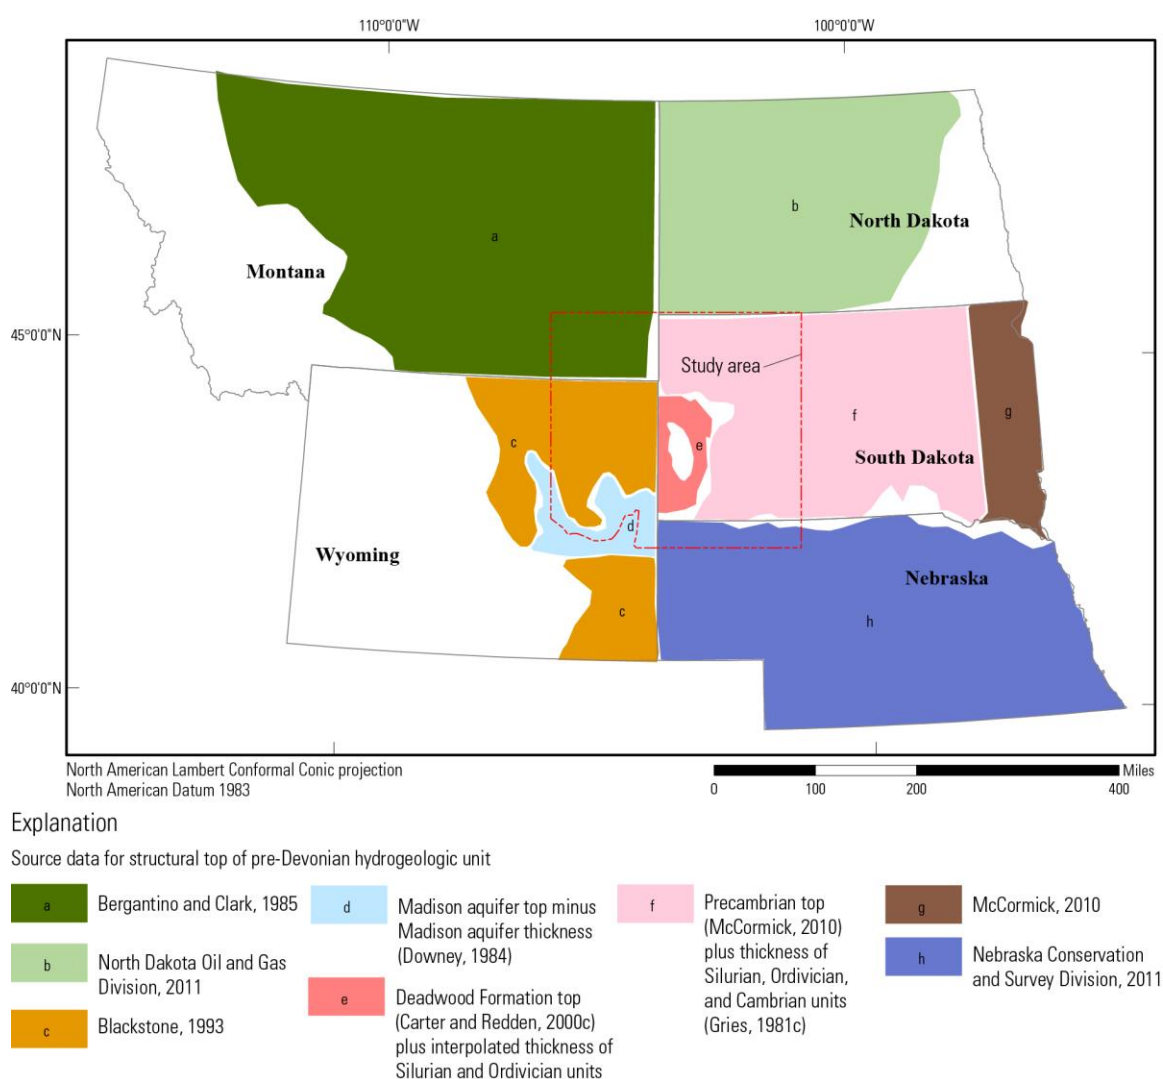 110°0'0"W
100°0'0"W
b
North Dakota
a
Montana
45°0'0"N
Study area
f
g
c
e
South Dakota
d
Wyoming
Nebraska
c
h
40°0'0"N
North American Lambert Conformal Conic projection
North American Datum 1983
Miles
0 100 200 400
Explanation
Source data for structural top of pre-Devonian hydrogeologic unit
a Bergantino and Clark, 1985
b North Dakota Oil and Gas
Division, 2011
c Blackstone, 1993
d Madison aquifer top minus
Madison aquifer thickness
(Downey, 1984)
e Deadwood Formation top
(Carter and Redden, 2000c)
plus interpolated thickness of
Silurian and Ordivician units
f Precambrian top
(McCormick, 2010)
plus thickness of
Silurian, Ordivician,
and Cambrian units
(Gries, 1981c)
g McCormick, 2010
h Nebraska Conservation
and Survey Division, 2011